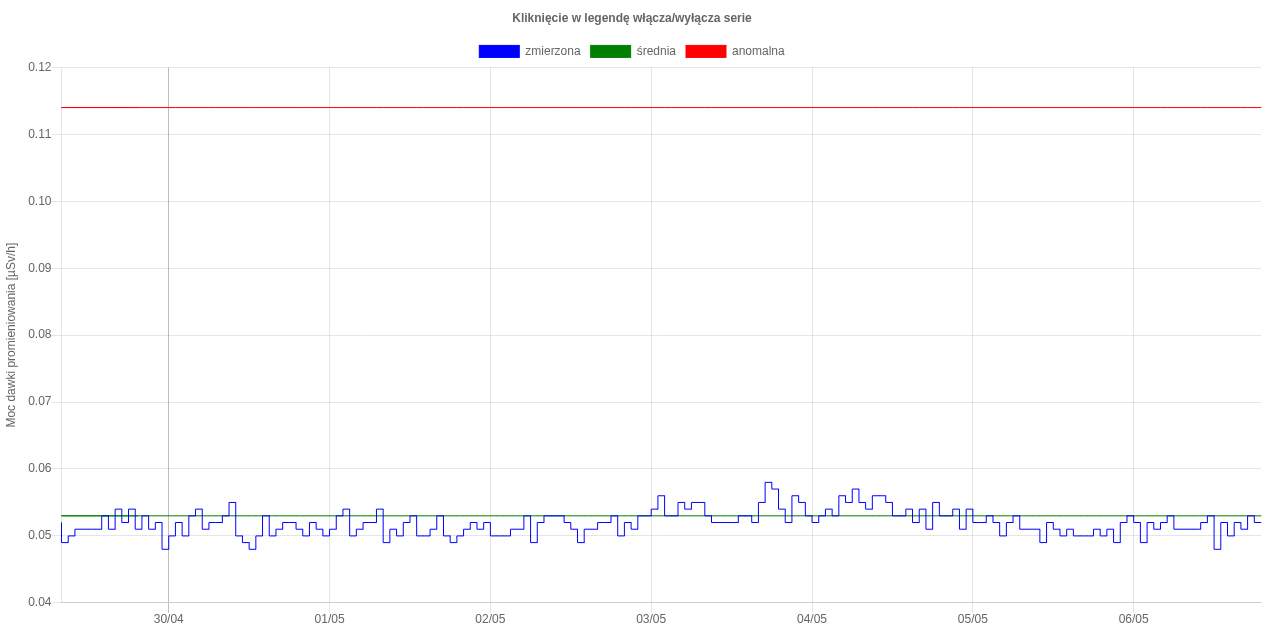 Kliknięcie w legendę włącza/wyłącza serie
zmierzona średnia anomalna
0.12
0.11
0.10
0.09
0.08
0.07
0.06
0.05
0.04
Moc dawki promieniowania [µSv/h]
30/04 01/05 02/05 03/05 04/05 05/05 06/05